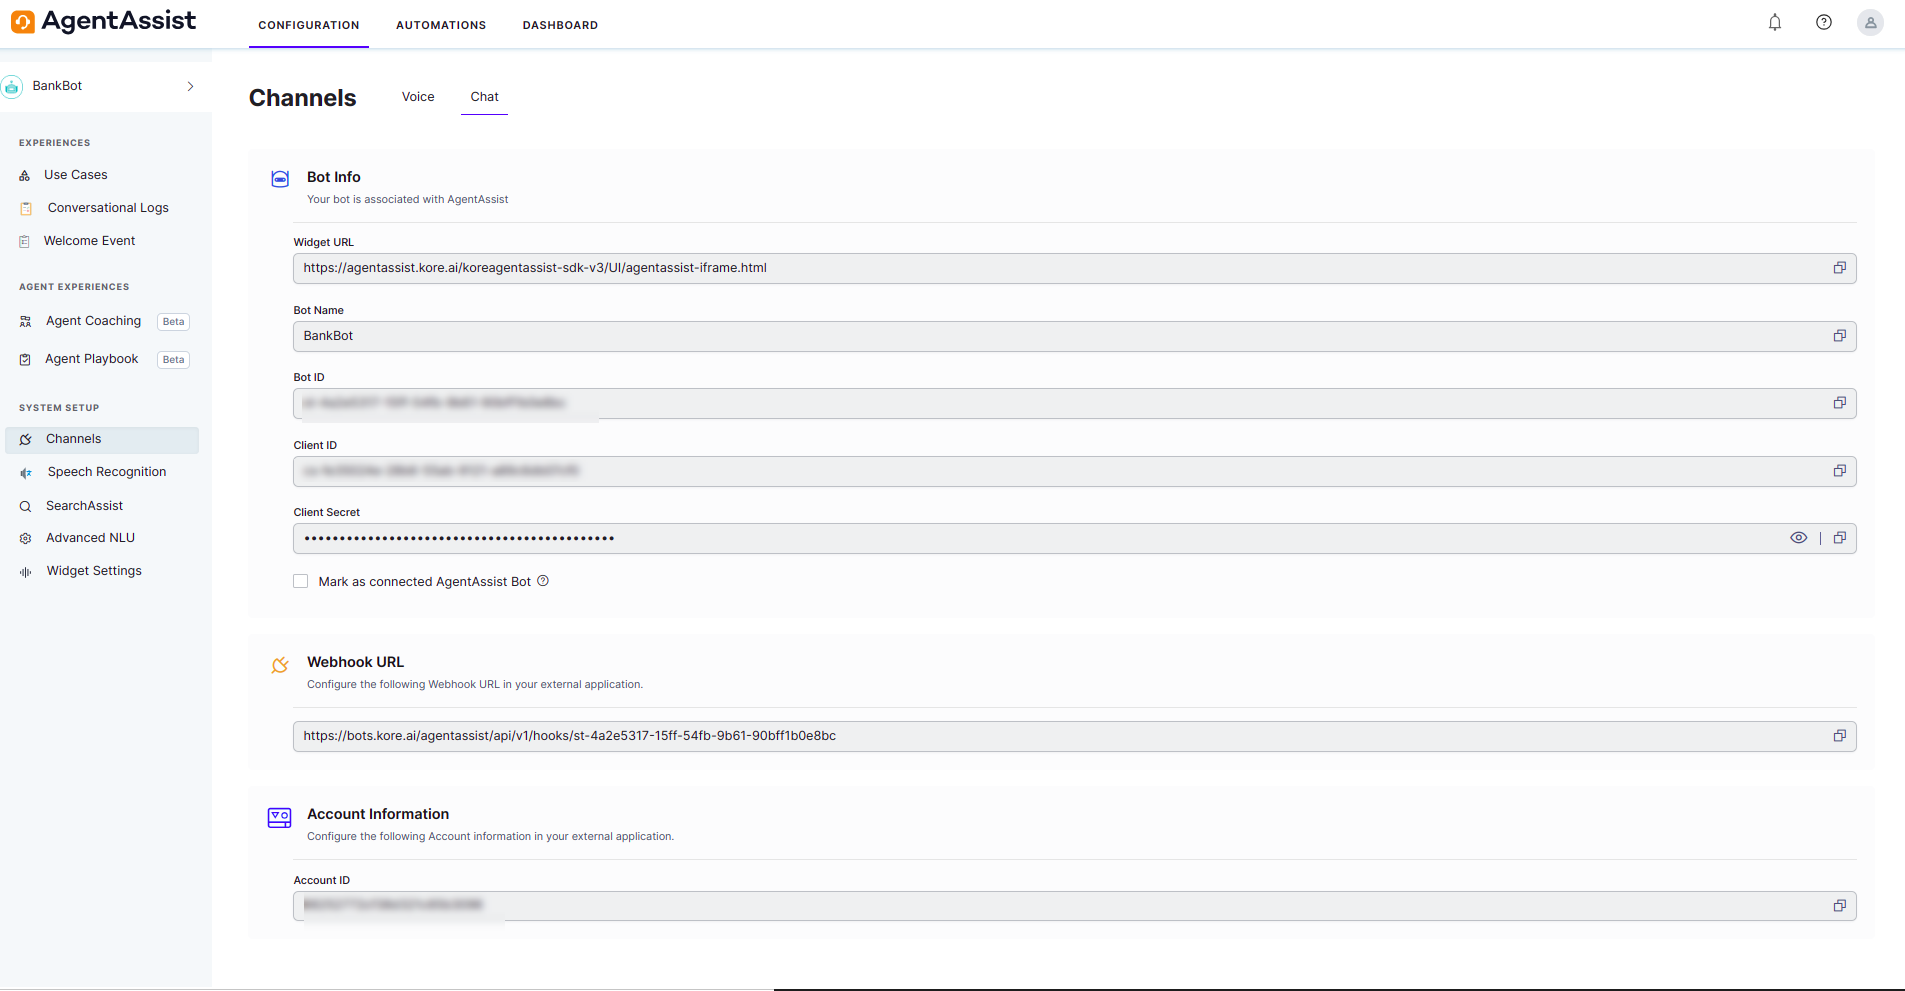 AgentAssist
CONFIGURATION AUTOMATIONS DASHBOARD
BankBot
EXPERIENCES
Use Cases
Conversational Logs
Welcome Event
AGENT EXPERIENCES
Agent Coaching Beta
Agent Playbook Beta
SYSTEM SETUP
Channels
Speech Recognition
SearchAssist
Advanced NLU
Widget Settings
Channels Voice Chat
Bot Info
Your bot is associated with AgentAssist
Widget URL
https://agentassist.kore.ai/koreagentassist-sdk-v3/UI/agentassist-iframe.html
Bot Name
BankBot
Bot ID
Client ID
Client Secret
••••••••••••••••••••••••••••••••••••••••••••
Mark as connected AgentAssist Bot
Webhook URL
Configure the following Webhook URL in your external application.
https://bots.kore.ai/agentassist/api/v1/hooks/st-4a2e5317-15ff-54fb-9b61-90bff1b0e8bc
Account Information
Configure the following Account information in your external application.
Account ID